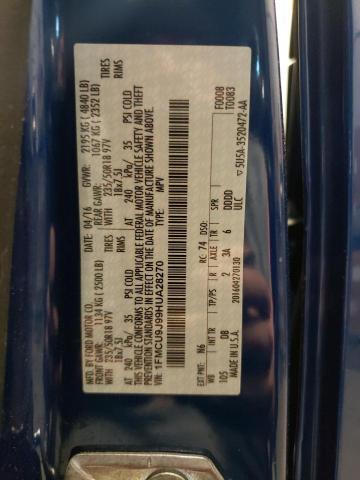 MFD. BY FORD MOTOR CO.
DATE: 04/16 GVWR: 2195 KG ( 4840 LB)
FRONT GAWR: 1134 KG ( 2500 LB) REAR GAWR: 1067 KG ( 2352 LB)
WITH 235/50R18 97V TIRES WITH 235/50R18 97V TIRES
18x7.5J RIMS 18x7.5J RIMS
AT 240 kPa/ 35 PSI COLD AT 240 kPa/ 35 PSI COLD
THIS VEHICLE CONFORMS TO ALL APPLICABLE FEDERAL MOTOR VEHICLE SAFETY AND THEFT
PREVENTION STANDARDS IN EFFECT ON THE DATE OF MANUFACTURE SHOWN ABOVE.
1FMCU9J99HUA28270 MPV
F0008
T0083
EXT PNT: N6 RC: 74 DSO:
WB INT TR TP/PS R AXLE TR SPR
105 DB 2 3A 6 DDDD
ULC
201604270130
MADE IN U.S.A. 5U5A-3520472-AA